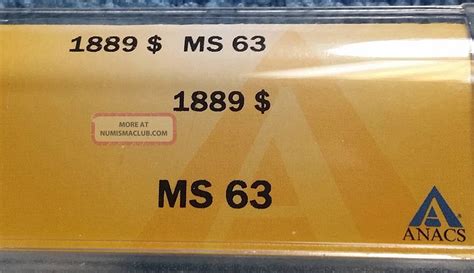 1889 $ MS 63
1889 $
MORE AT
NUMISMACLUB.COM
MS 63
ANACS